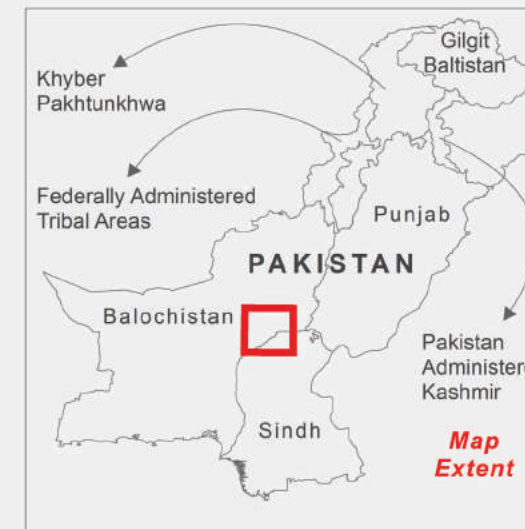 Gilgit
Baltistan
Khyber
Pakhtunkhwa
Federally Administered
Tribal Areas
Punjab
PAKISTAN
Balochistan
Pakistan
Administere
Kashmir
Sindh
Map
Extent